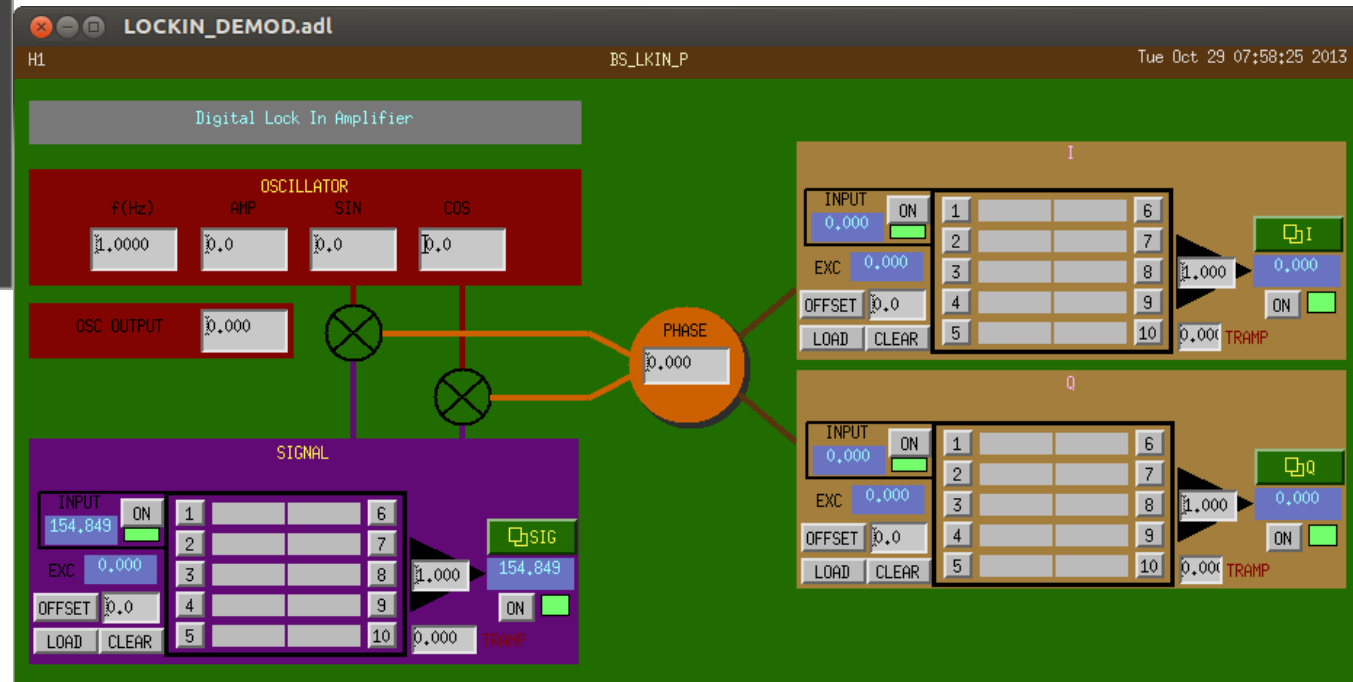 LOCKIN_DEMOD.adl
H1 BS_LKIN_P Tue Oct 29 07:58:25 2013
Digital Lock In Amplifier
OSCILLATOR
f(Hz) AMP SIN COS
1.0000 0.0 0.0 0.0
OSC OUTPUT 0.000
PHASE
0.000
SIGNAL
INPUT ON
154.849
EXC 0.000
OFFSET 0.0
LOAD CLEAR
1 6
2 7
3 8
4 9
5 10
1.000
SIG
154.849
ON
0.000 TRAMP
I
INPUT ON
0.000
EXC 0.000
OFFSET 0.0
LOAD CLEAR
1 6
2 7
3 8
4 9
5 10
1.000
I
0.000
ON
0.00 TRAMP
Q
INPUT ON
0.000
EXC 0.000
OFFSET 0.0
LOAD CLEAR
1 6
2 7
3 8
4 9
5 10
1.000
Q
0.000
ON
0.00 TRAMP